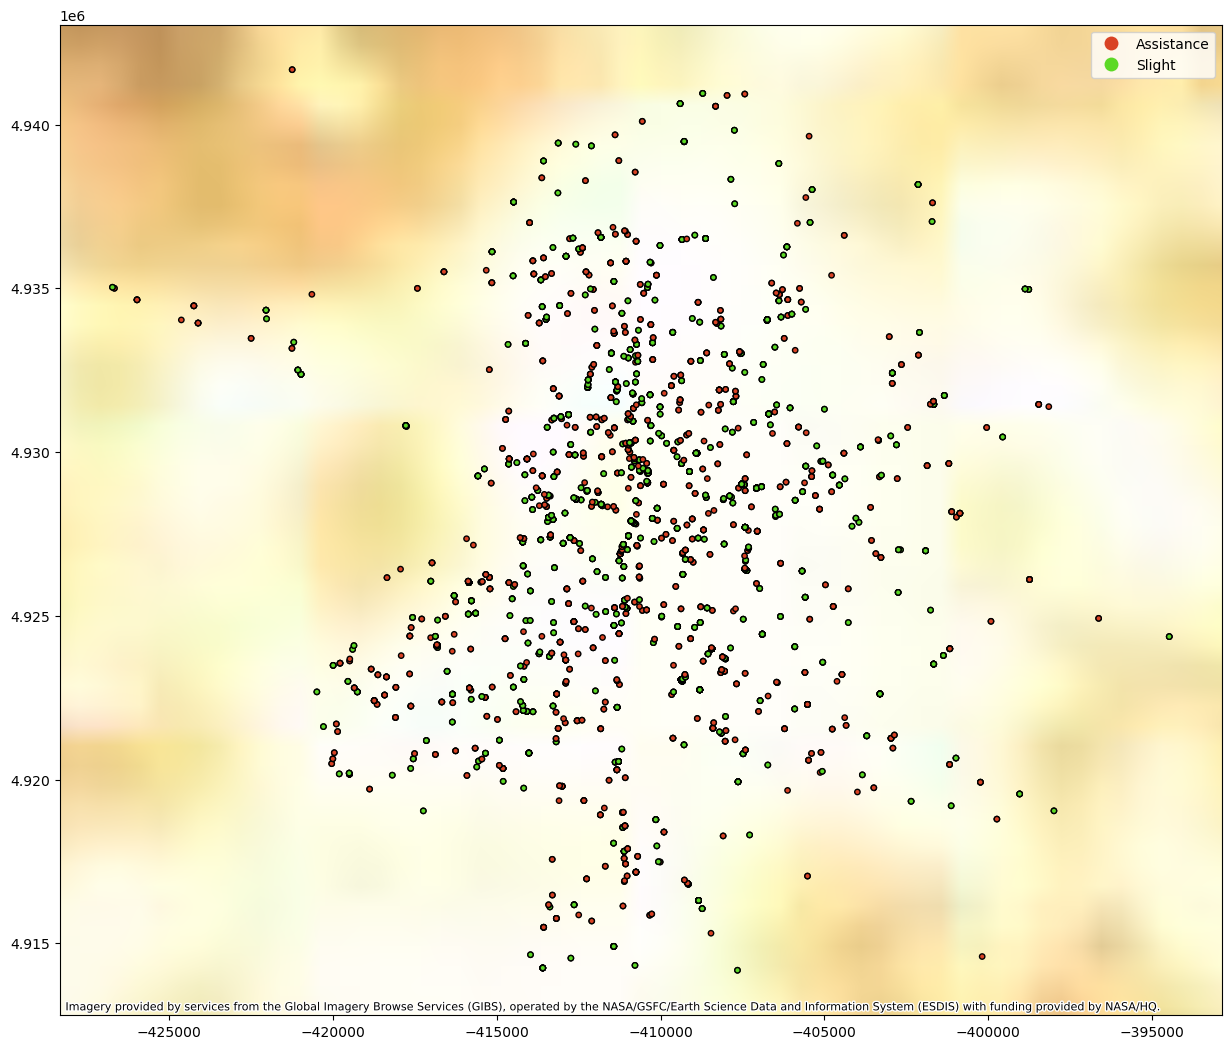 1e6
Assistance
Slight
4.940
4.935
4.930
4.925
4.920
4.915
Imagery provided by services from the Global Imagery Browse Services (GIBS), operated by the NASA/GSFC/Earth Science Data and Information System (ESDIS) with funding provided by NASA/HQ.
−425000 −420000 −415000 −410000 −405000 −400000 −395000